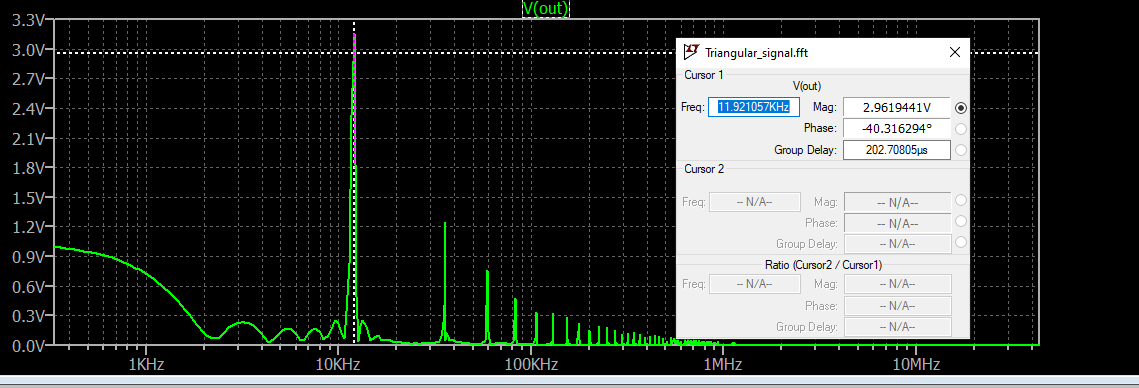 V(out)
3.3V
3.0V
2.7V
2.4V
2.1V
1.8V
1.5V
1.2V
0.9V
0.6V
0.3V
0.0V
1KHz 10KHz 100KHz 1MHz 10MHz
Triangular_signal.fft
Cursor 1
V(out)
Freq: 11.921057KHz Mag: 2.9619441V
Phase: -40.316294°
Group Delay: 202.70805µs
Cursor 2
Freq: -- N/A-- Mag: -- N/A--
Phase: -- N/A--
Group Delay: -- N/A--
Ratio (Cursor2 / Cursor1)
Freq: -- N/A-- Mag: -- N/A--
Phase: -- N/A--
Group Delay: -- N/A--